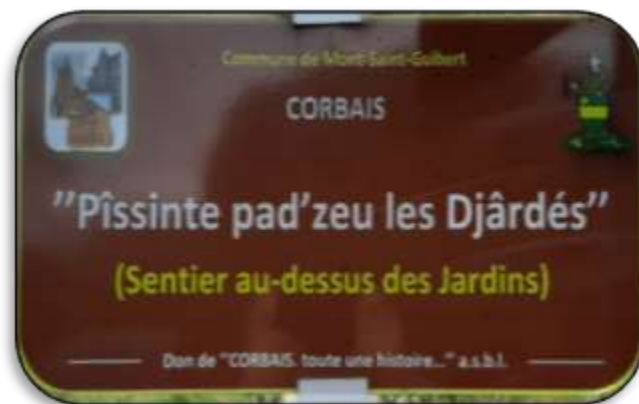 Commune de Mont-Saint-Guibert
CORBAIS
"Pîssinte pad'zeu les Djârdés"
(Sentier au-dessus des Jardins)
Don de "CORBAIS. toute une histoire..." a.s.b.l.